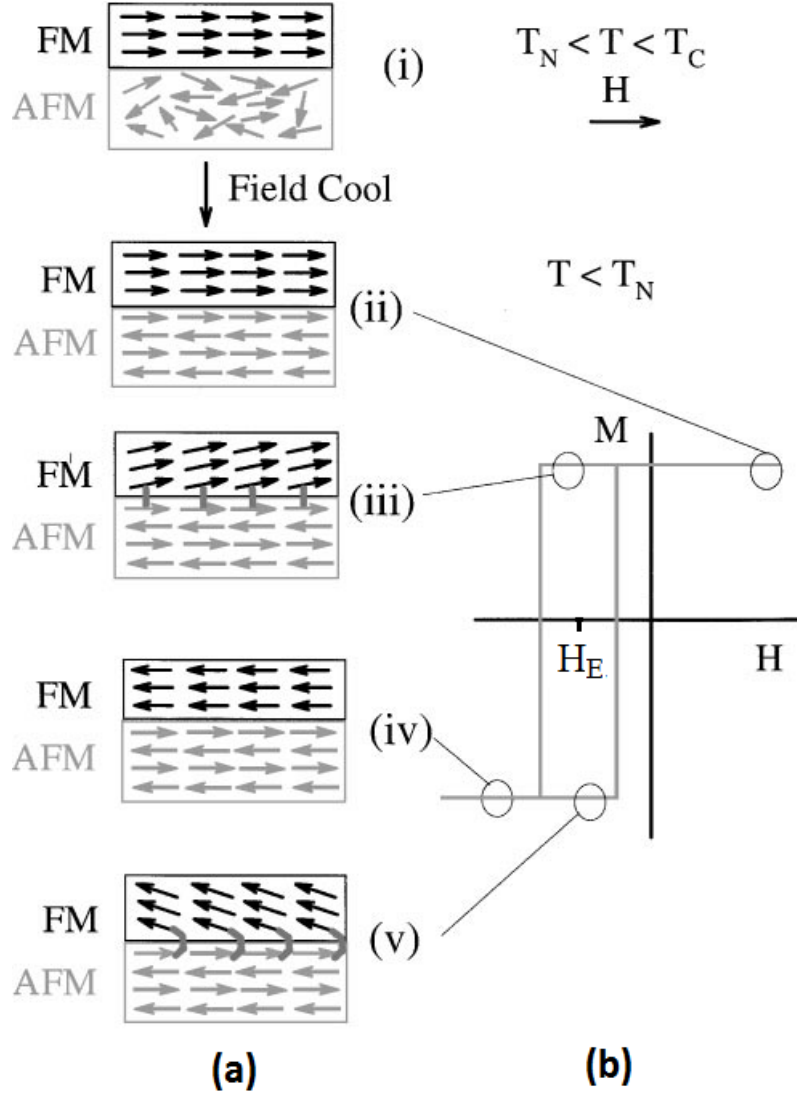 FM
AFM
(i)
T_N < T < T_C
H
Field Cool
FM
AFM
(ii)
T < T_N
FM
AFM
(iii)
M
H_E
H
FM
AFM
(iv)
FM
AFM
(v)
(a)
(b)